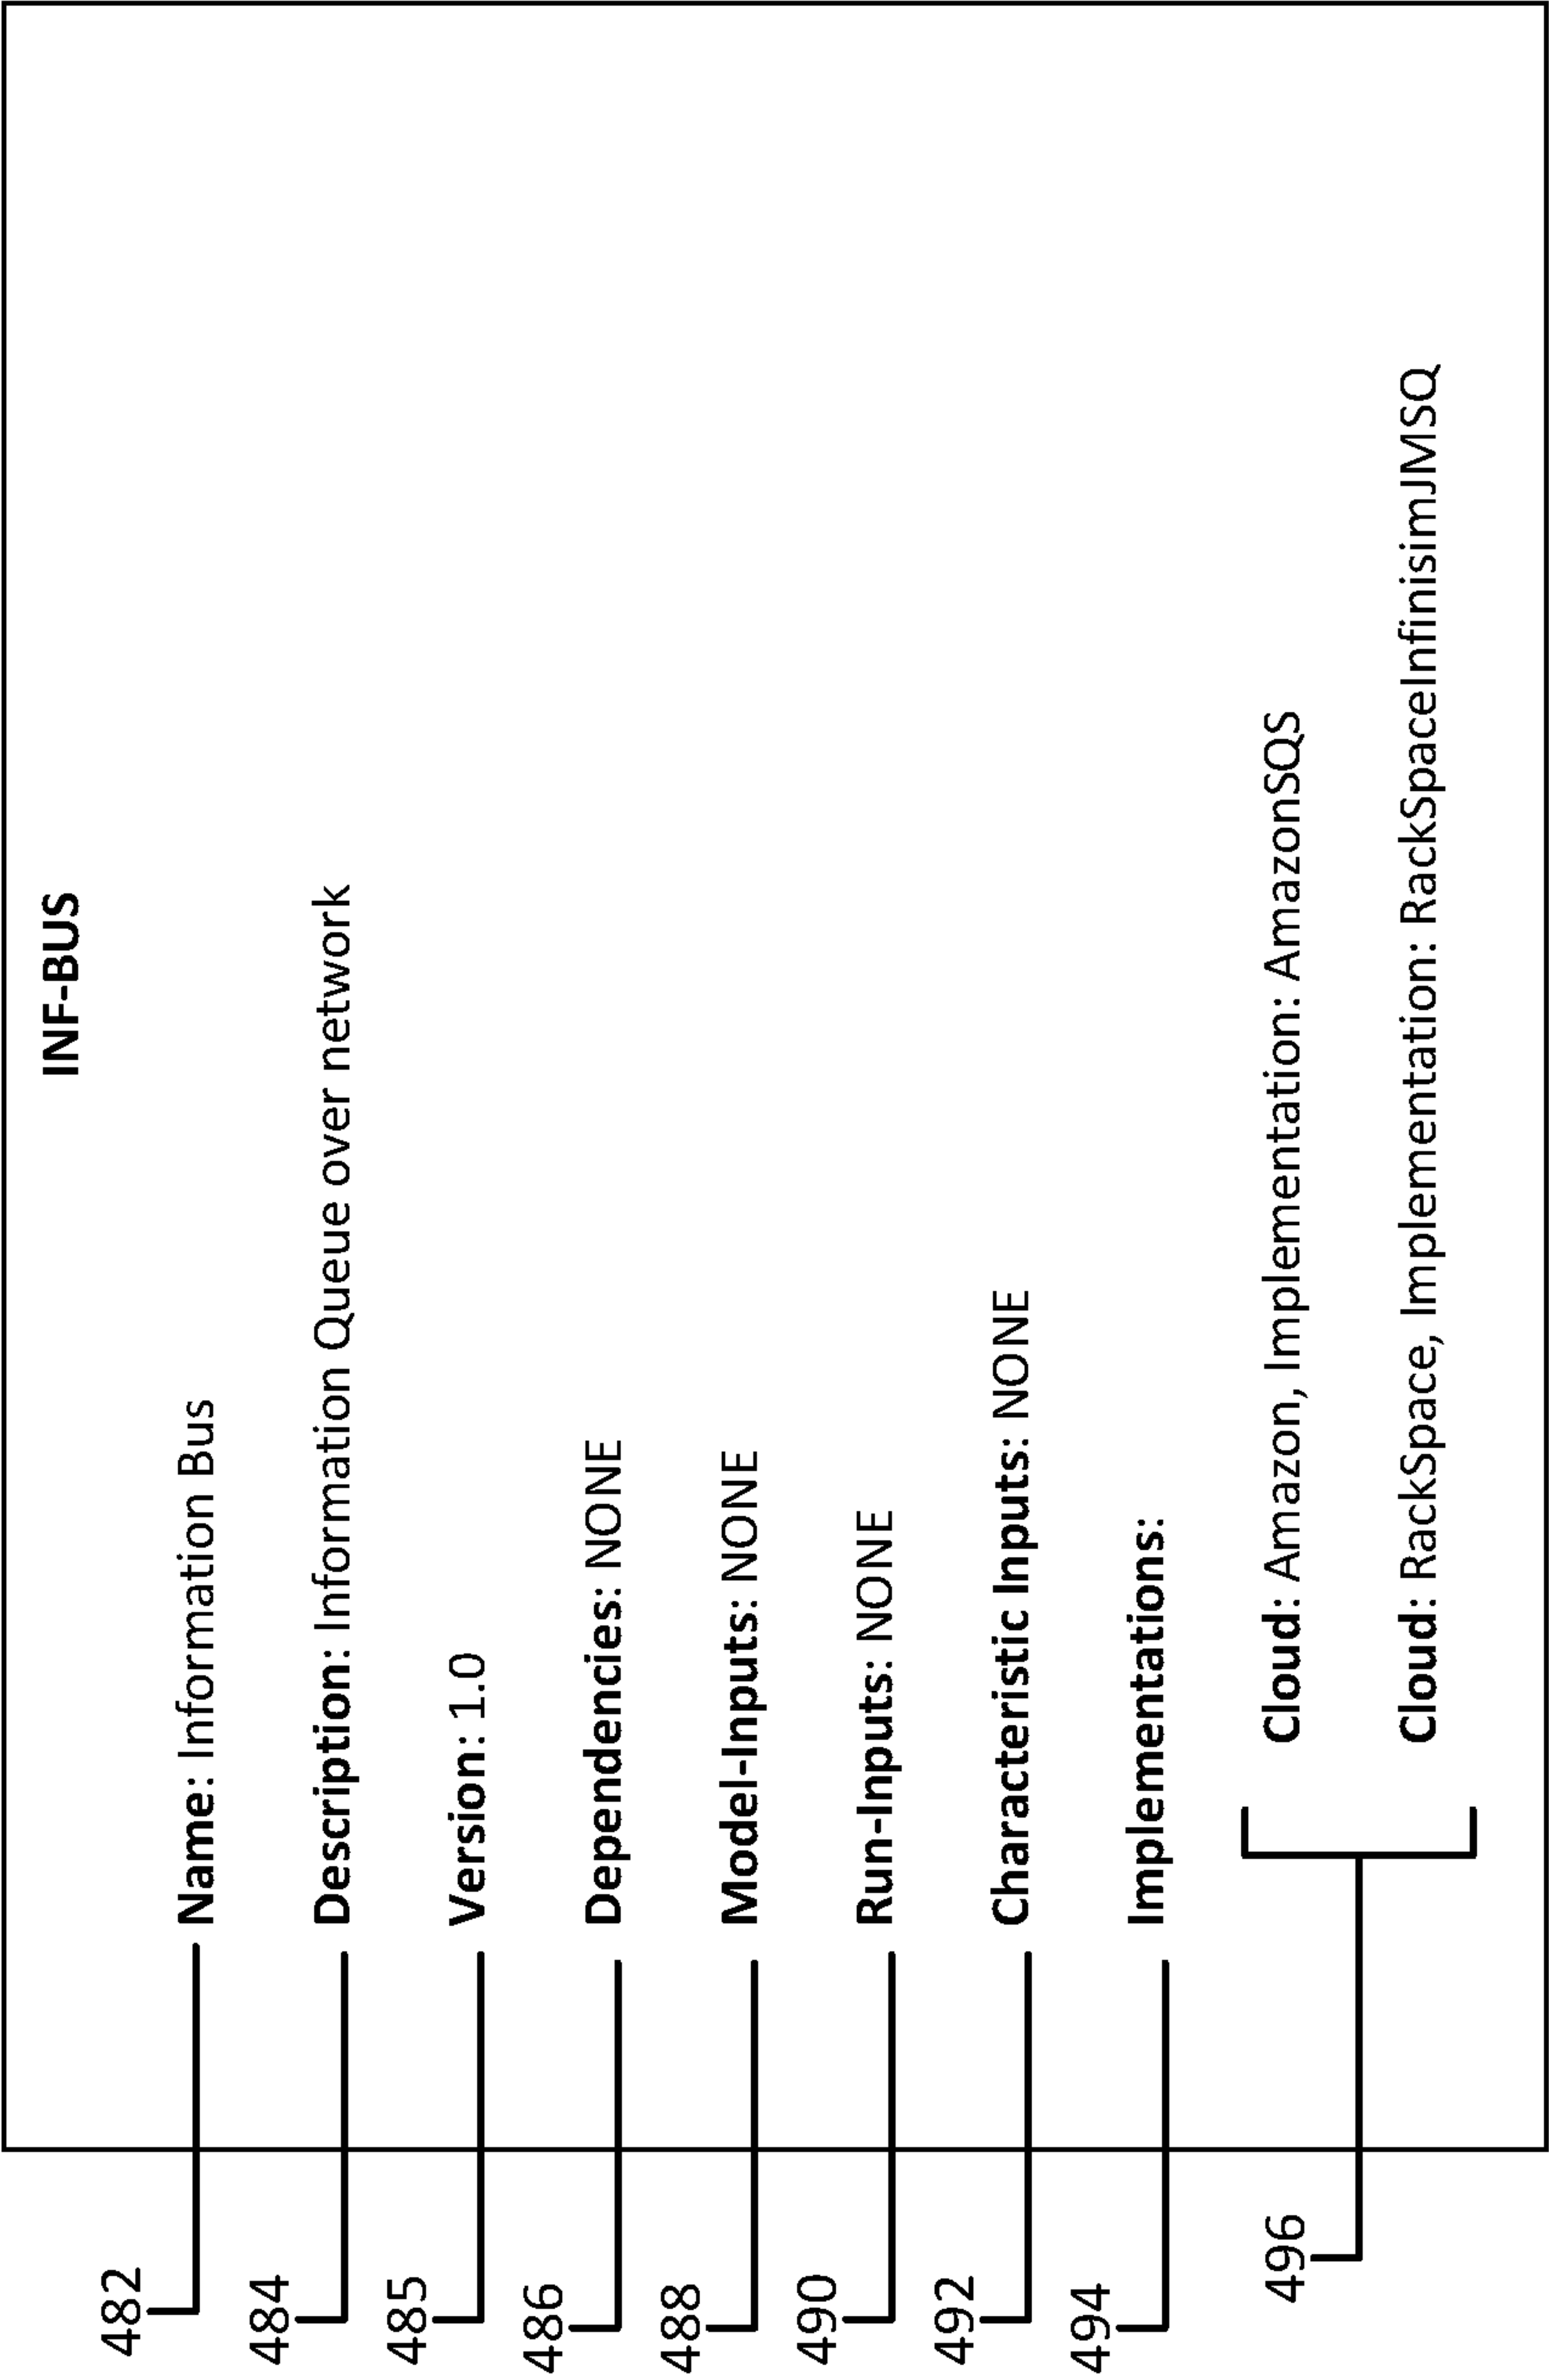 INF-BUS
482 Name: Information Bus
484 Description: Information Queue over network
485 Version: 1.0
486 Dependencies: NONE
488 Model-Inputs: NONE
490 Run-Inputs: NONE
492 Characteristic Inputs: NONE
494 Implementations:
496
Cloud: Amazon, Implementation: AmazonSQS
Cloud: RackSpace, Implementation: RackSpaceInfinisimJMSQ